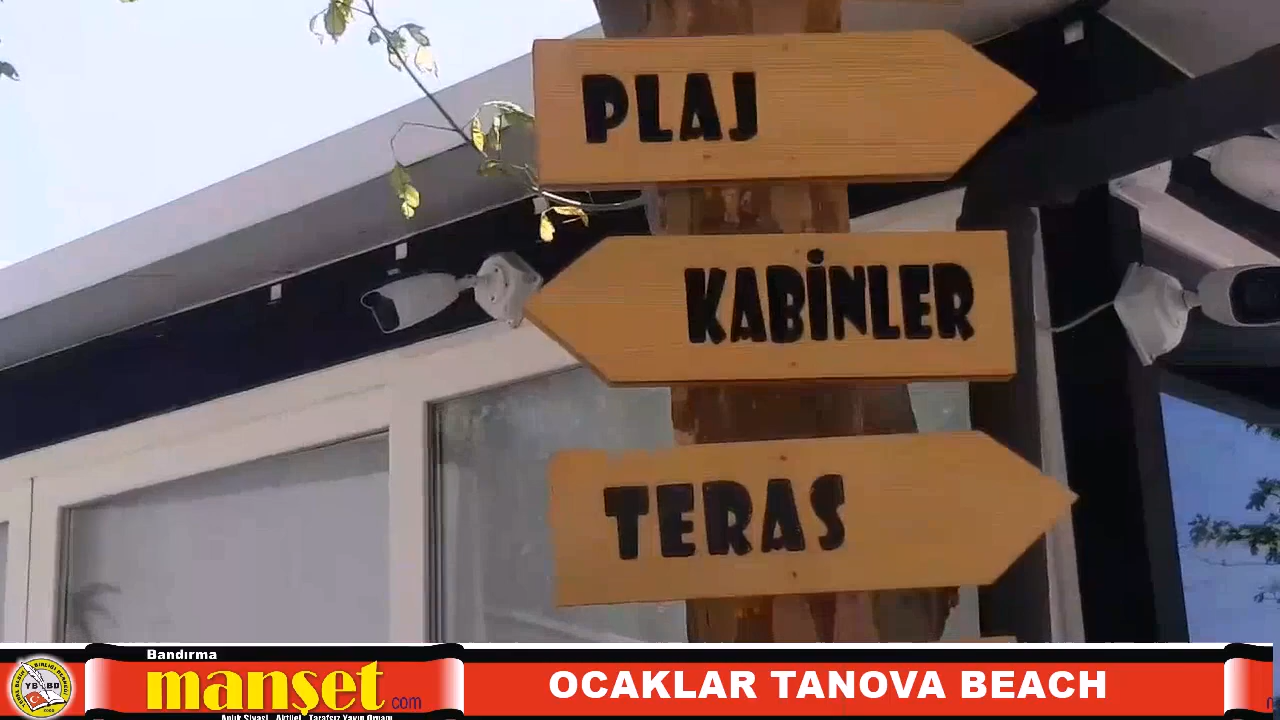 PLAJ
KABİNLER
TERAS
Bandırma
manşet.com
OCAKLAR TANOVA BEACH